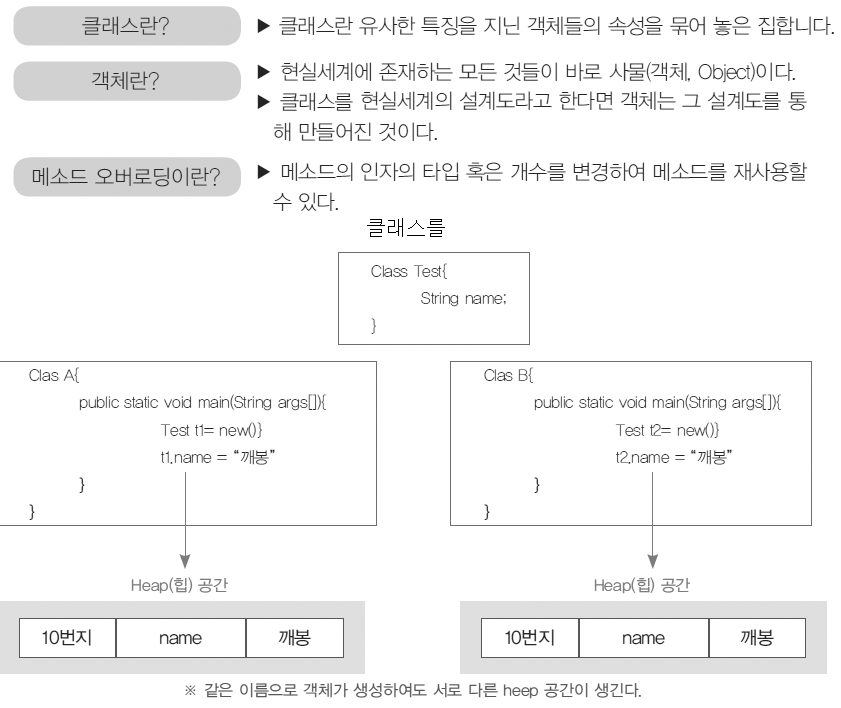 클래스란?
▶ 클래스란 유사한 특징을 지닌 객체들의 속성을 묶어 놓은 집합니다.
객체란?
▶ 현실세계에 존재하는 모든 것들이 바로 사물(객체, Object)이다.
▶ 클래스를 현실세계의 설계도라고 한다면 객체는 그 설계도를 통
해 만들어진 것이다.
메소드 오버로딩이란?
▶ 메소드의 인자의 타입 혹은 개수를 변경하여 메소드를 재사용할
수 있다.
클래스를
Class Test{
String name;
}
Clas A{
public static void main(String args[]){
Test t1= new()}
t1.name = “깨봉”
}
}
Heap(힙) 공간
10번지 name 깨봉
Clas B{
public static void main(String args[]){
Test t2= new()}
t2.name = “깨봉”
}
}
Heap(힙) 공간
10번지 name 깨봉
※ 같은 이름으로 객체가 생성하여도 서로 다른 heep 공간이 생긴다.